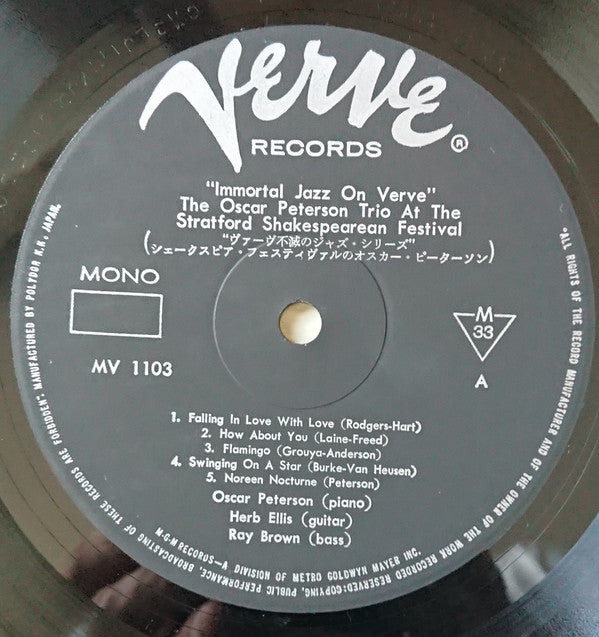 Verve
RECORDS ®
"Immortal Jazz On Verve"
The Oscar Peterson Trio At The
Stratford Shakespearean Festival
"ヴァーヴ不滅のジャズ・シリーズ"
(シェークスピア・フェスティヴァルのオスカー・ピーターソン)
MONO
MV 1103
M
33
A
1. Falling In Love With Love (Rodgers-Hart)
2. How About You (Laine-Freed)
3. Flamingo (Grouya-Anderson)
4. Swinging On A Star (Burke-Van Heusen)
5. Noreen Nocturne (Peterson)
Oscar Peterson (piano)
Herb Ellis (guitar)
Ray Brown (bass)
M-G-M RECORDS—A DIVISION OF METRO GOLDWYN MAYER INC.
"ALL RIGHTS OF THE RECORD MANUFACTURER AND OF THE OWNER OF THE WORK RECORDED RESERVED:COPYING, PUBLIC PERFORMANCE, BROADCASTING OF THESE RECORDS ARE FORBIDDEN" MANUFACTURED BY POLYDOR K.K. JAPAN.